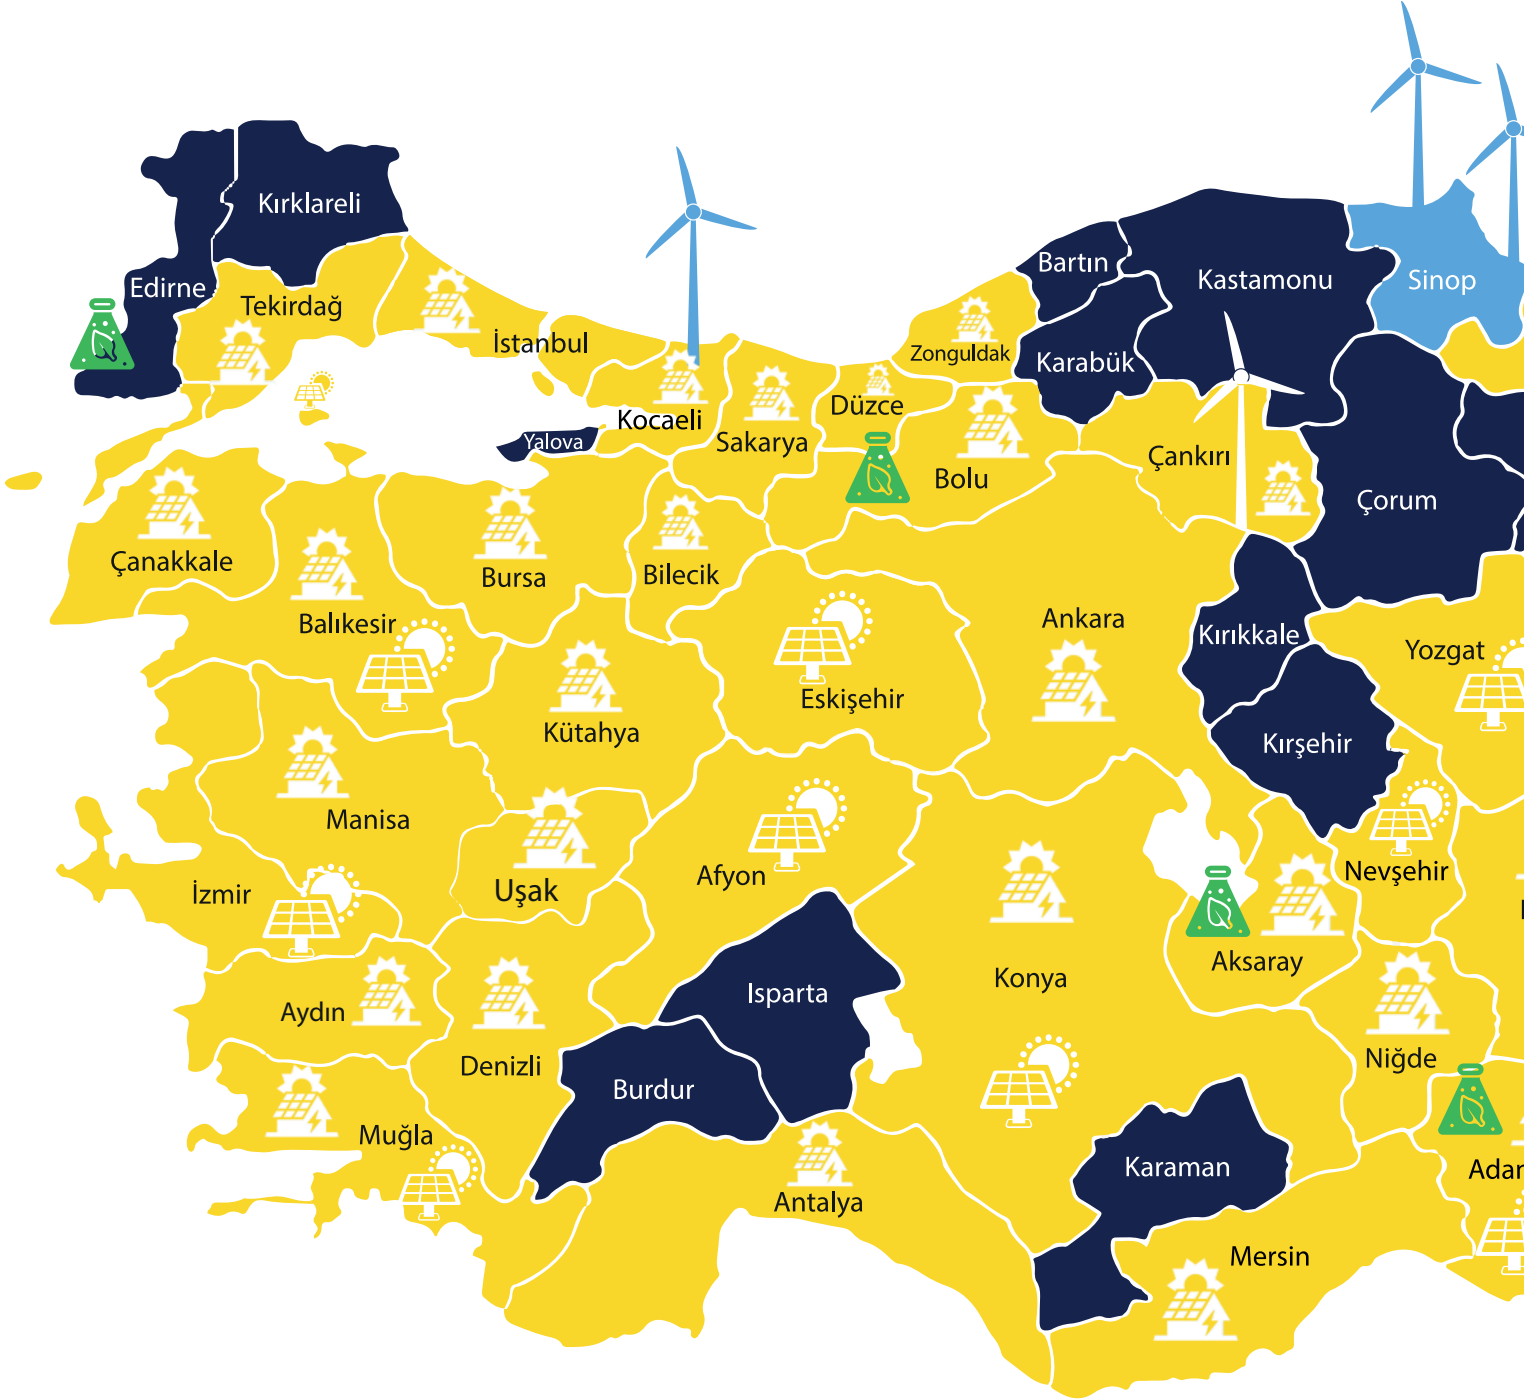 Kırklareli
Edirne
Tekirdağ
İstanbul
Kocaeli
Yalova
Sakarya
Düzce
Bolu
Zonguldak
Bartın
Karabük
Kastamonu
Sinop
Çankırı
Çorum
Çanakkale
Balıkesir
Bursa
Bilecik
Kütahya
Eskişehir
Ankara
Kırıkkale
Yozgat
Kırşehir
Manisa
Uşak
Afyon
Nevşehir
İzmir
Aydın
Denizli
Isparta
Burdur
Konya
Aksaray
Niğde
Muğla
Antalya
Karaman
Mersin
Adan